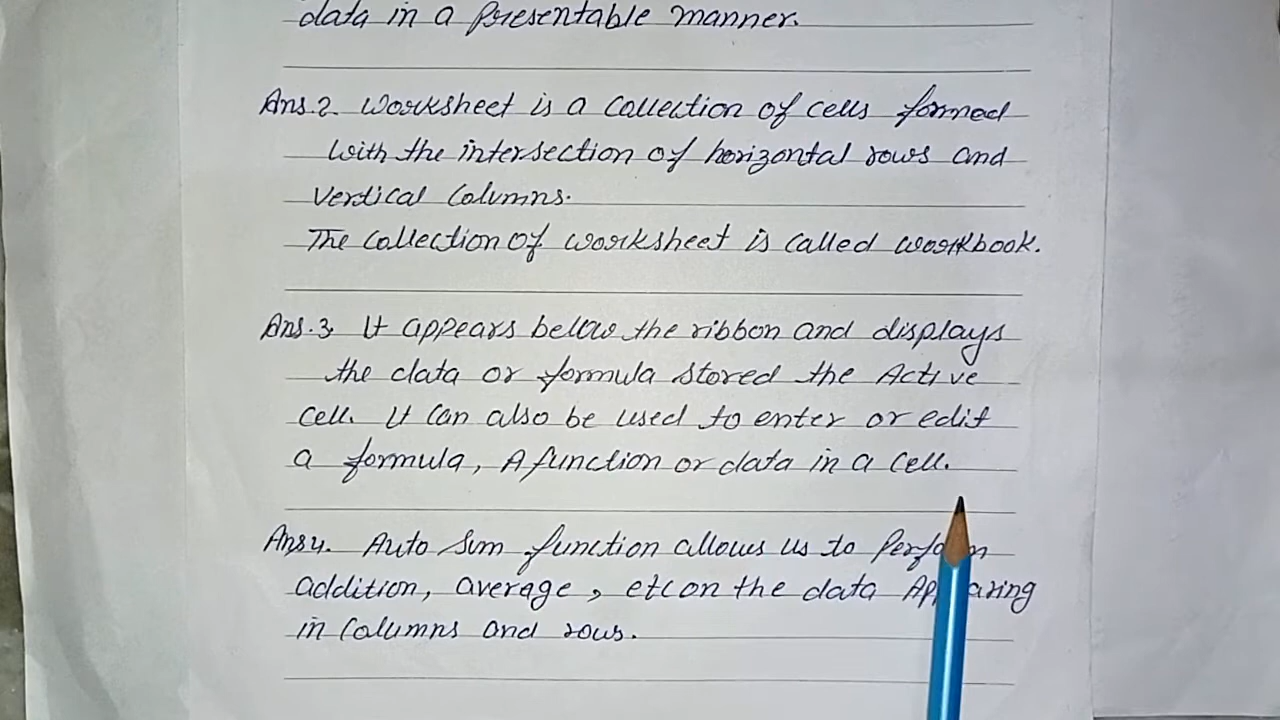 data in a Presentable manner.
Ans.2. Worksheet is a Collection of cells formed
with the intersection of horizontal rows and
Vertical Columns.
The Collection of worksheet is called workbook.
Ans.3. It appears below the ribbon and displays
the data or formula stored the Active
cell. It can also be used to enter or edit
a formula, A function or data in a cell.
Ans4. Auto Sum function allows us to
addition, average, etc on the data
in Columns and rows.